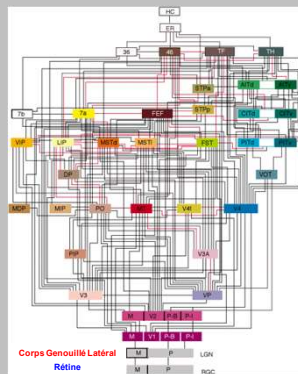 HC
ER
36 46 TF TH
STPa AITd AITv
7b 7a FEF STPp CITd CITv
VIP LIP MSTd MSTl FST PITd PITv
DP VOT
MDP MIP PO V4t
PIP V3A
V3 VP
M V2 P-B P-I
M V1 P-B P-I
Corps Genouillé Latéral M P LGN
Rétine M P RGC